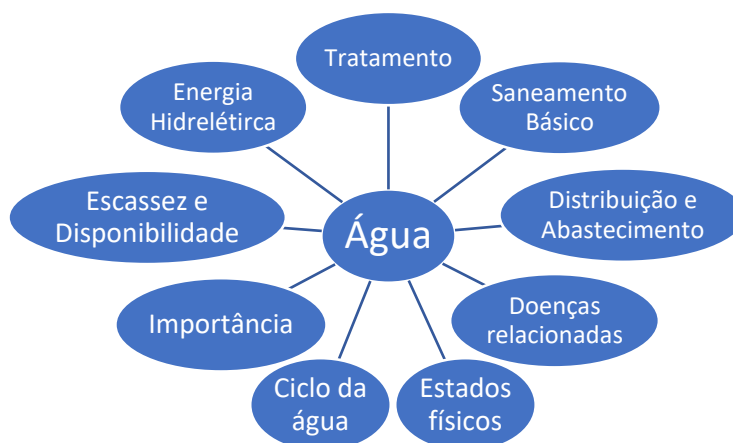 Tratamento
Energia
Hidrelétirca
Saneamento
Básico
Escassez e
Disponibilidade
Água
Distribuição e
Abastecimento
Importância
Doenças
relacionadas
Ciclo da
água
Estados
físicos